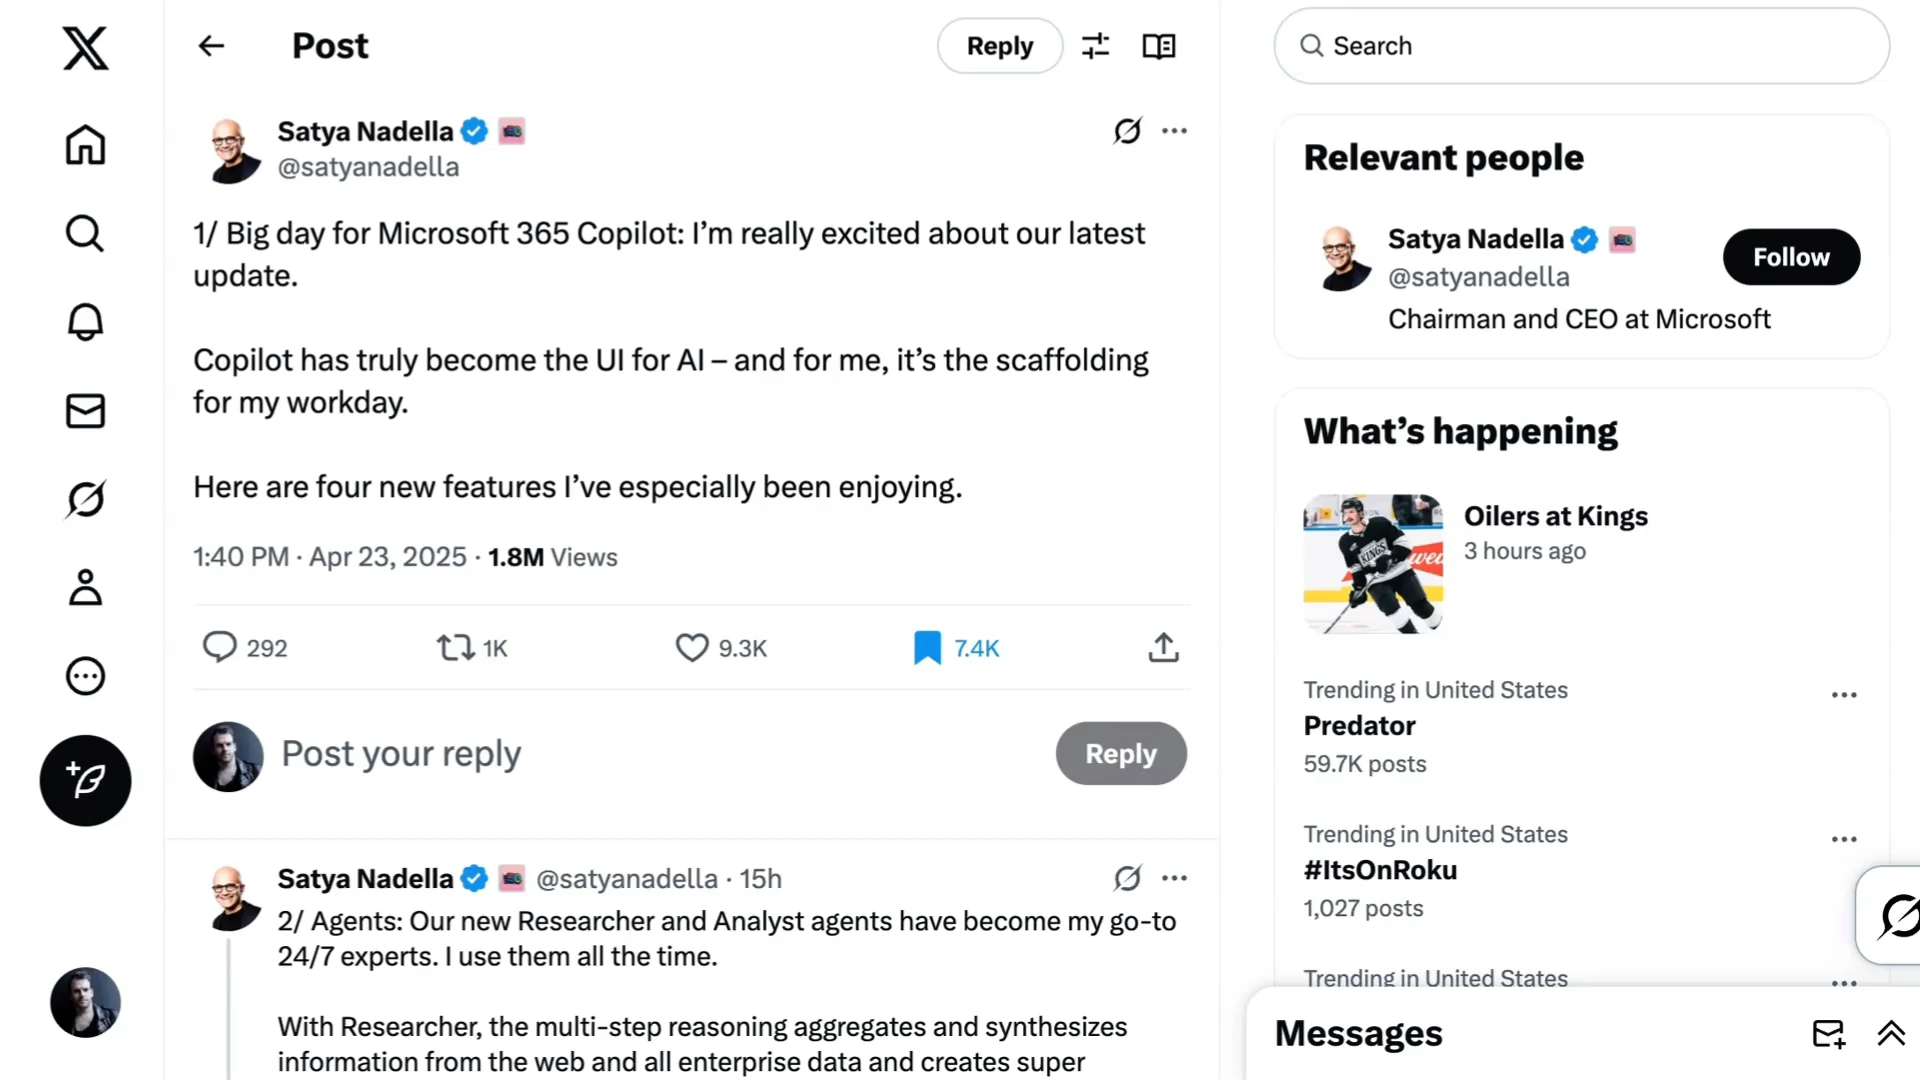 Post
Reply
Search
Satya Nadella
@satyanadella
1/ Big day for Microsoft 365 Copilot: I’m really excited about our latest
update.
Copilot has truly become the UI for AI – and for me, it’s the scaffolding
for my workday.
Here are four new features I’ve especially been enjoying.
1:40 PM · Apr 23, 2025 · 1.8M Views
292
1K
9.3K
7.4K
Post your reply
Reply
Satya Nadella @satyanadella · 15h
2/ Agents: Our new Researcher and Analyst agents have become my go-to
24/7 experts. I use them all the time.
With Researcher, the multi-step reasoning aggregates and synthesizes
information from the web and all enterprise data and creates super
Relevant people
Satya Nadella
@satyanadella
Follow
Chairman and CEO at Microsoft
What’s happening
KINGS
Oilers at Kings
3 hours ago
Trending in United States
Predator
59.7K posts
Trending in United States
#ItsOnRoku
1,027 posts
Trending in United States
Messages